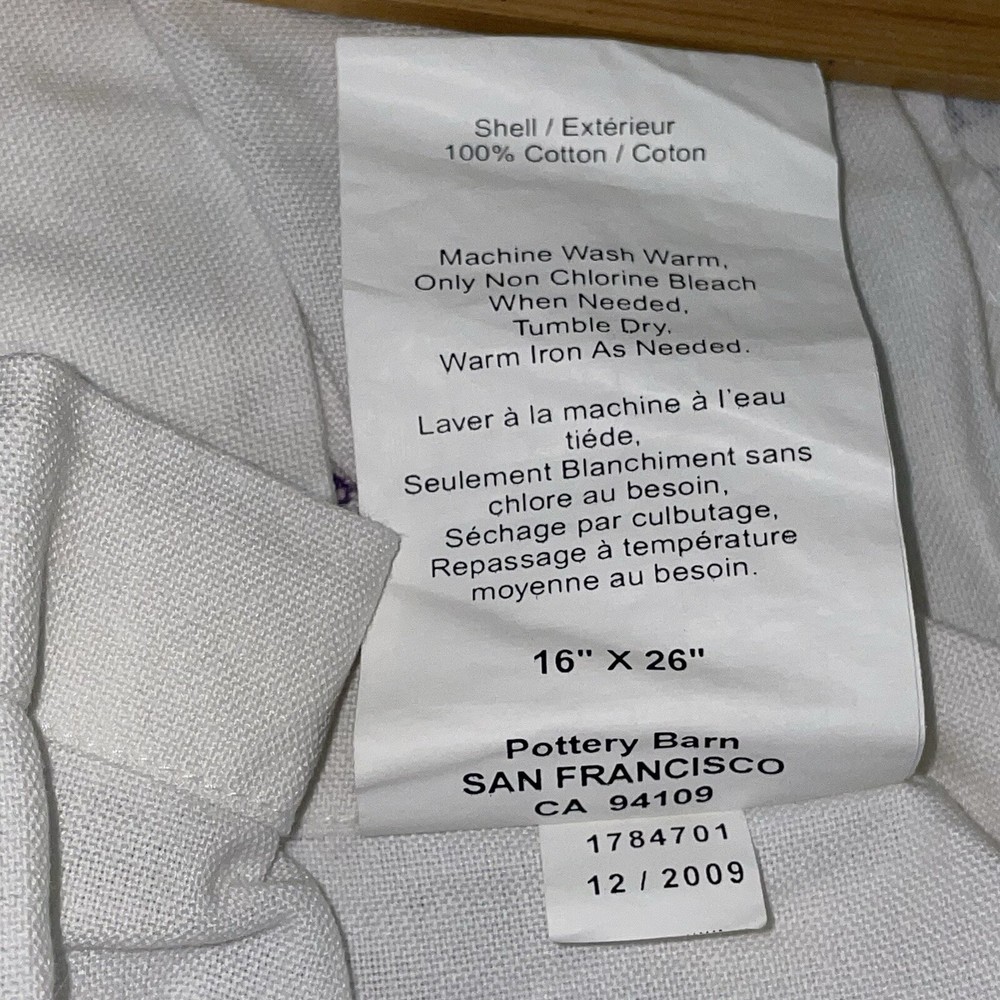 Shell / Extérieur
100% Cotton / Coton
Machine Wash Warm,
Only Non Chlorine Bleach
When Needed,
Tumble Dry,
Warm Iron As Needed.
Laver à la machine à l'eau
tiéde,
Seulement Blanchiment sans
chlore au besoin,
Séchage par culbutage,
Repassage à température
moyenne au besoin.
16" X 26"
Pottery Barn
SAN FRANCISCO
CA 94109
1784701
12 / 2009